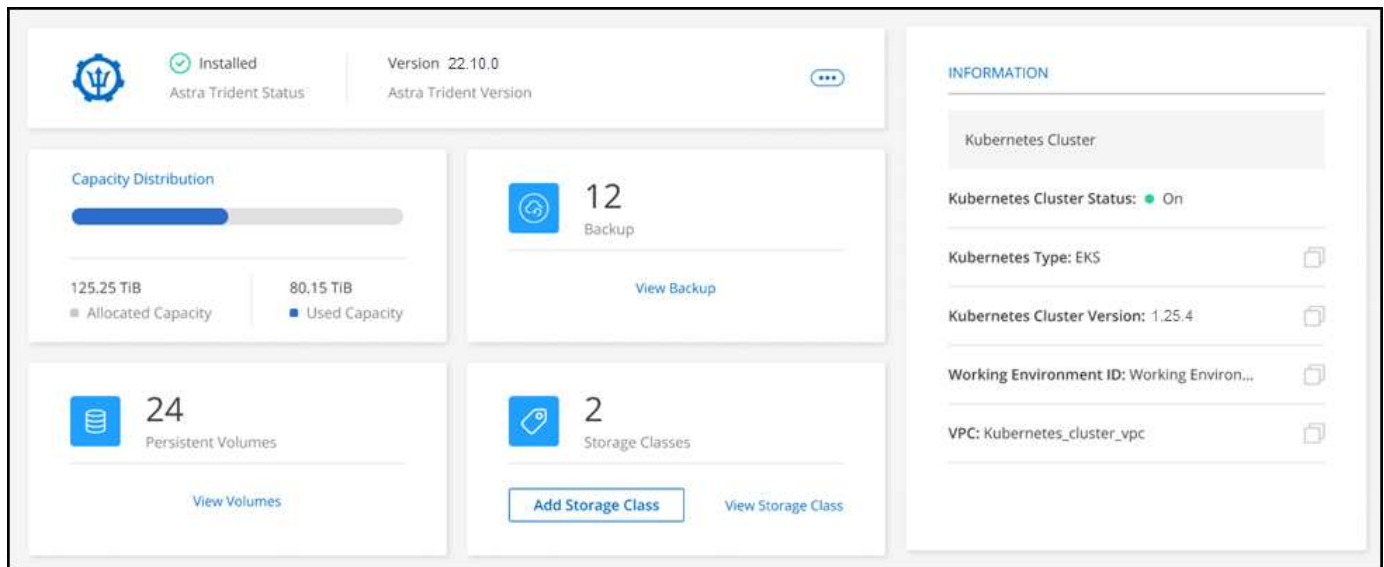 Installed
Astra Trident Status
Version 22.10.0
Astra Trident Version
Capacity Distribution
125.25 TiB
Allocated Capacity
80.15 TiB
Used Capacity
12
Backup
View Backup
24
Persistent Volumes
View Volumes
2
Storage Classes
Add Storage Class
View Storage Class
INFORMATION
Kubernetes Cluster
Kubernetes Cluster Status: On
Kubernetes Type: EKS
Kubernetes Cluster Version: 1.25.4
Working Environment ID: Working Environ...
VPC: Kubernetes_cluster_vpc